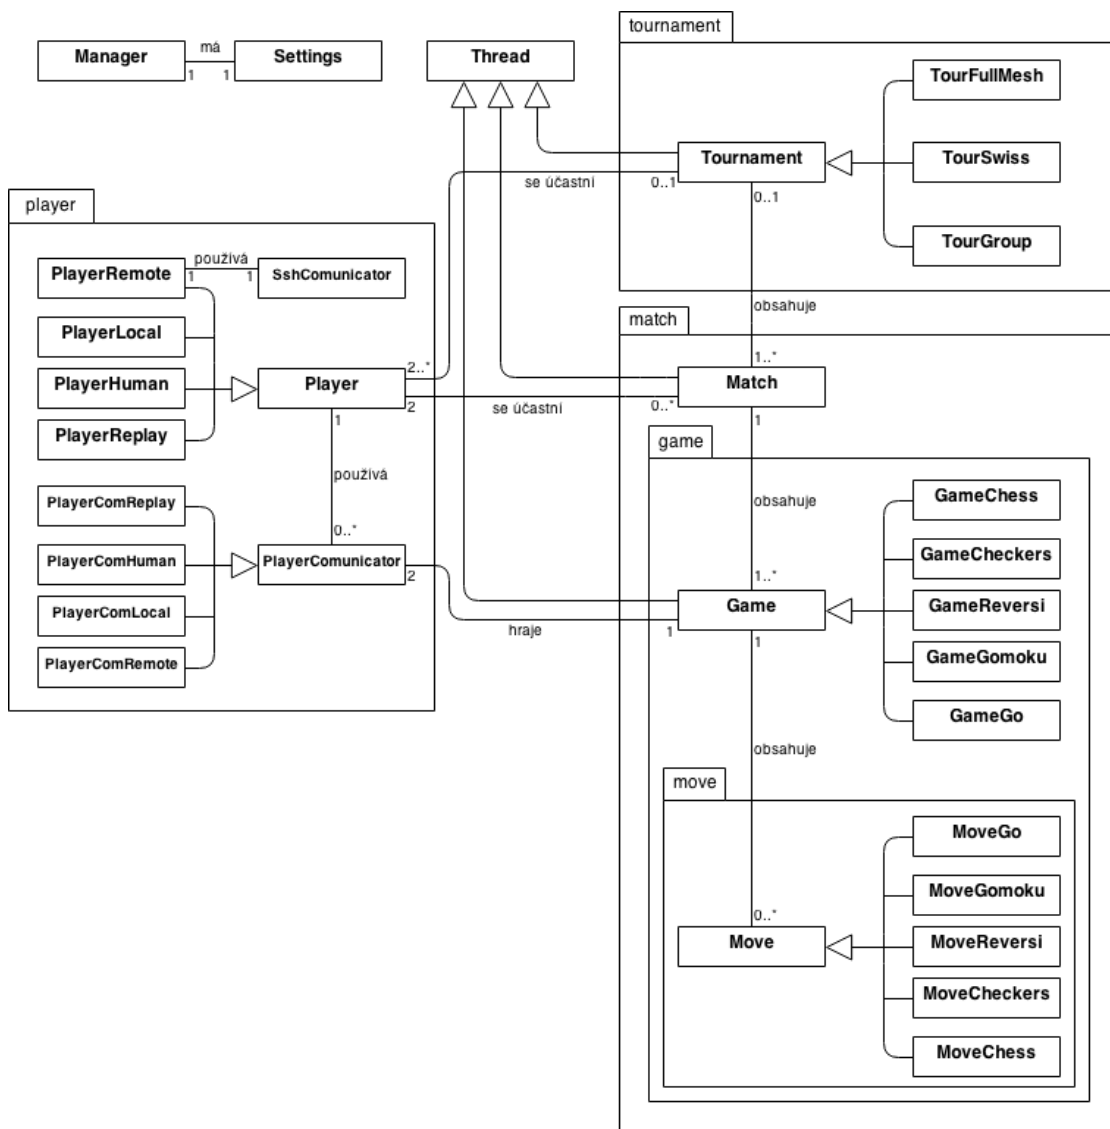 tournament
Manager
má
1
1
Settings
Thread
TourFullMesh
Tournament
TourSwiss
TourGroup
se účastní
0..1
0..1
player
PlayerRemote
používá
1
1
SshComunicator
PlayerLocal
PlayerHuman
PlayerReplay
Player
2..*
2
1
obsahuje
match
1..*
Match
se účastní
0..*
1
game
používá
obsahuje
GameChess
GameCheckers
GameReversi
GameGomoku
GameGo
PlayerComReplay
PlayerComHuman
PlayerComLocal
PlayerComRemote
0..*
PlayerComunicator
2
1..*
Game
hraje
1
1
obsahuje
move
MoveGo
MoveGomoku
MoveReversi
MoveCheckers
MoveChess
0..*
Move